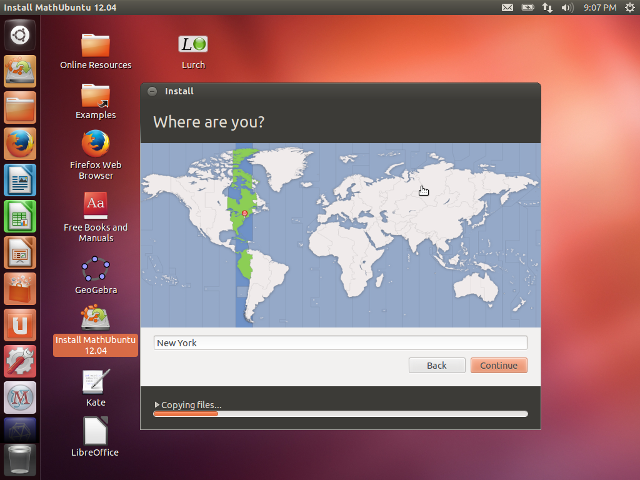 Install MathUbuntu 12.04
9:07 PM
Online Resources
Lurch
Examples
Firefox Web
Browser
Aa
Free Books and
Manuals
GeoGebra
Install MathUbuntu
12.04
Kate
LibreOffice
L
U
M
Install
Where are you?
New York
Back
Continue
Copying files...